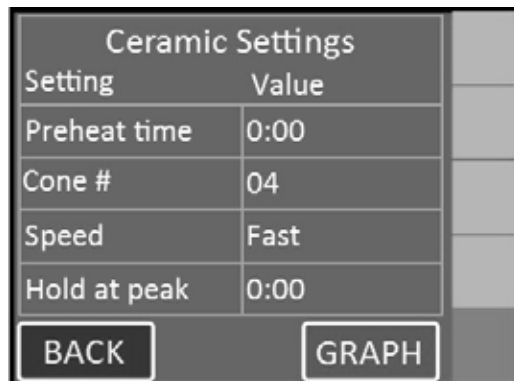 Ceramic Settings
Setting Value
Preheat time 0:00
Cone # 04
Speed Fast
Hold at peak 0:00
BACK GRAPH